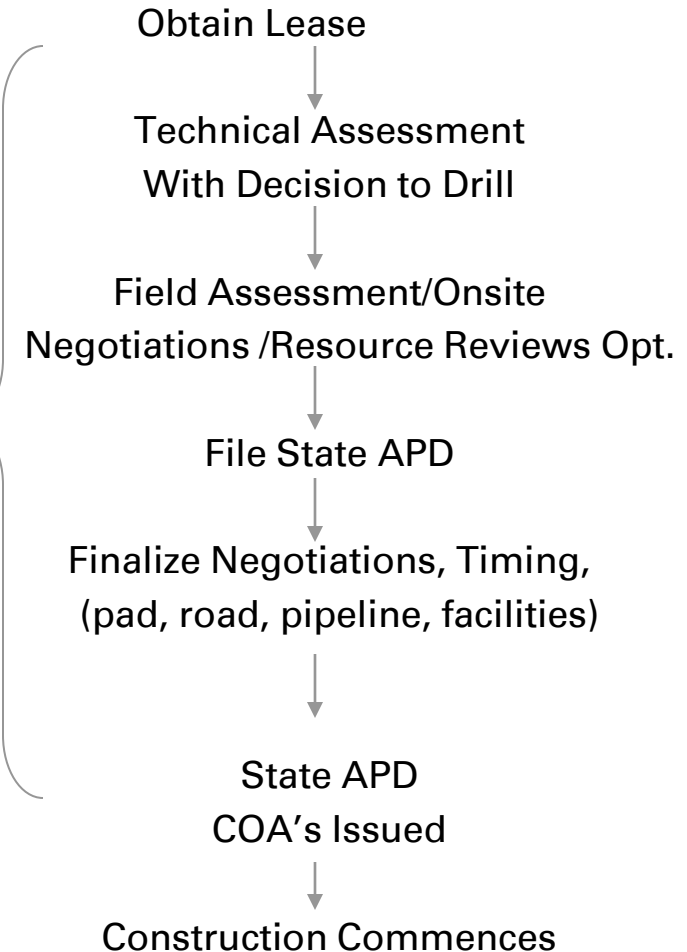 Obtain Lease
Technical Assessment
With Decision to Drill
Field Assessment/Onsite
Negotiations /Resource Reviews Opt.
File State APD
Finalize Negotiations, Timing,
(pad, road, pipeline, facilities)
State APD
COA's Issued
Construction Commences